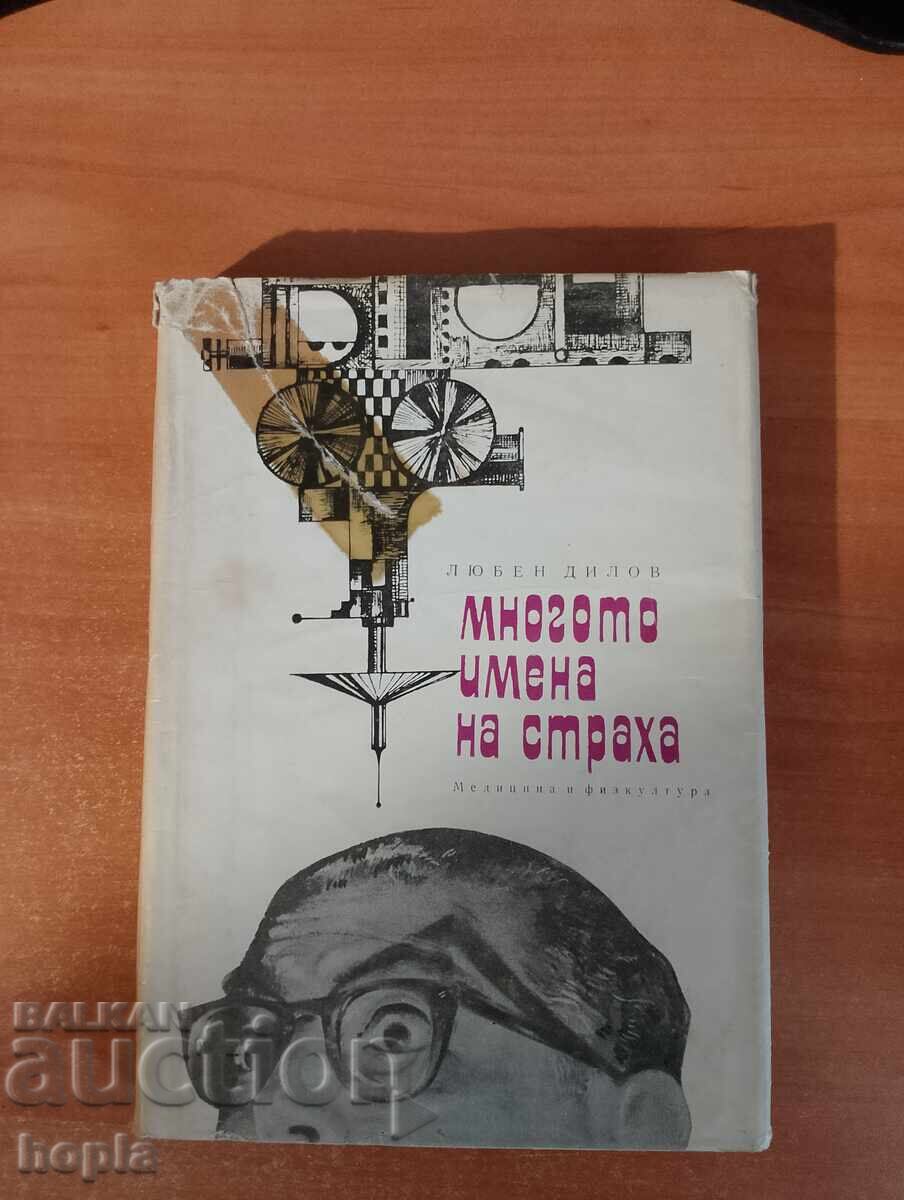 ЛЮБЕН ДИЛОВ
многото
имена
на страха
Медицина и физкултура
BALKAN
auction
hopla